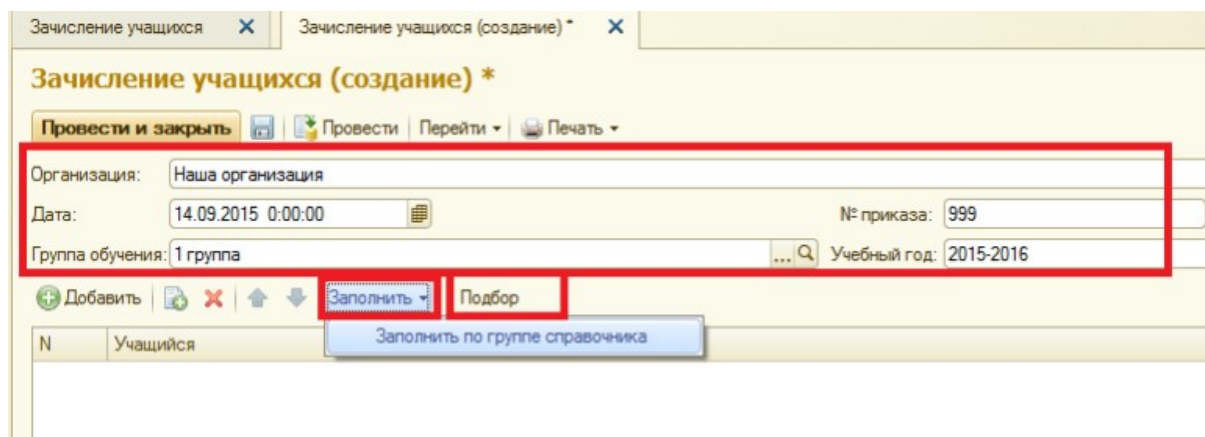 Зачисление учащихся Зачисление учащихся (создание) *
Зачисление учащихся (создание) *
Провести и закрыть Провести Перейти Печать
Организация: Наша организация
Дата: 14.09.2015 0:00:00 № приказа: 999
Группа обучения: 1 группа ... Учебный год: 2015-2016
Добавить Заполнить Подбор
Заполнить по группе справочника
N Учащийся